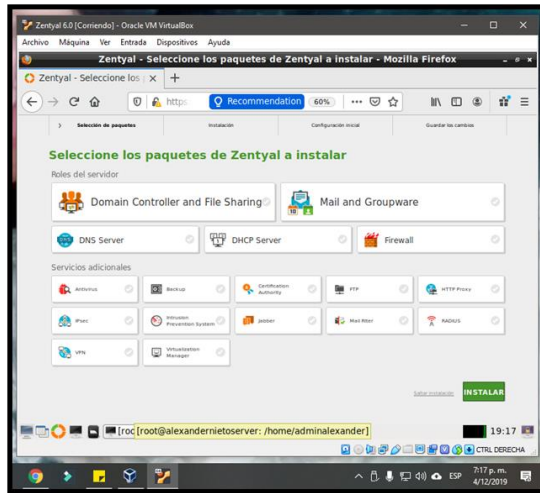 Zentyal 6.0 [Corriendo] - Oracle VM VirtualBox
Archivo Máquina Ver Entrada Dispositivos Ayuda
Zentyal - Seleccione los paquetes de Zentyal a instalar - Mozilla Firefox
Zentyal - Seleccione los
https Recommendation 60%
Selección de paquetes Instalación Configuración inicial Guardar los cambios
Seleccione los paquetes de Zentyal a instalar
Roles del servidor
Domain Controller and File Sharing Mail and Groupware
DNS Server DHCP Server Firewall
Servicios adicionales
Antivirus Backup Certification Authority FTP HTTP Proxy
IPsec Intrusion Prevention System Jabber Mail filter RADIUS
VPN Virtualization Manager
Saltar instalación INSTALAR
[roc [root@alexandernietoserver: /home/adminalexander] 19:17
CTRL DERECHA
ESP 7:17 p. m.
4/12/2019